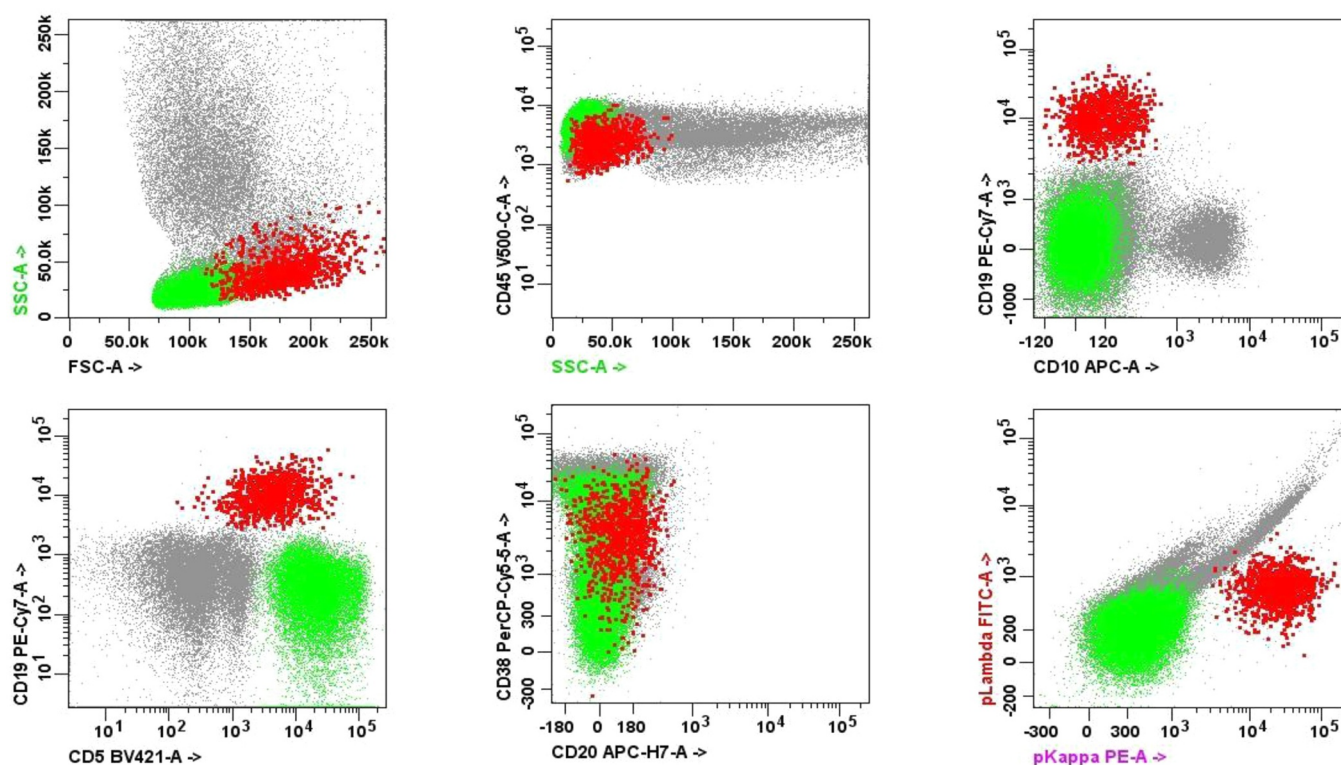 250k
200k
150k
100k
50.0k
0
SSC-A ->
0 50.0k 100k 150k 200k 250k
FSC-A ->
10^5
10^4
10^3
10^2
10^1
CD45 V500-C-A ->
0 50.0k 100k 150k 200k 250k
SSC-A ->
10^5
10^4
10^3
0
-1000
CD19 PE-Cy7-A ->
-120 120 10^3 10^4 10^5
CD10 APC-A ->
10^5
10^4
10^3
10^2
10^1
CD19 PE-Cy7-A ->
10^1 10^2 10^3 10^4 10^5
CD5 BV421-A ->
10^5
10^4
10^3
300
0
-300
CD38 PerCP-Cy5-5-A ->
-180 0 180 10^3 10^4 10^5
CD20 APC-H7-A ->
10^5
10^4
10^3
200
0
-200
pLambda FITC-A ->
-300 0 300 10^3 10^4 10^5
pKappa PE-A ->